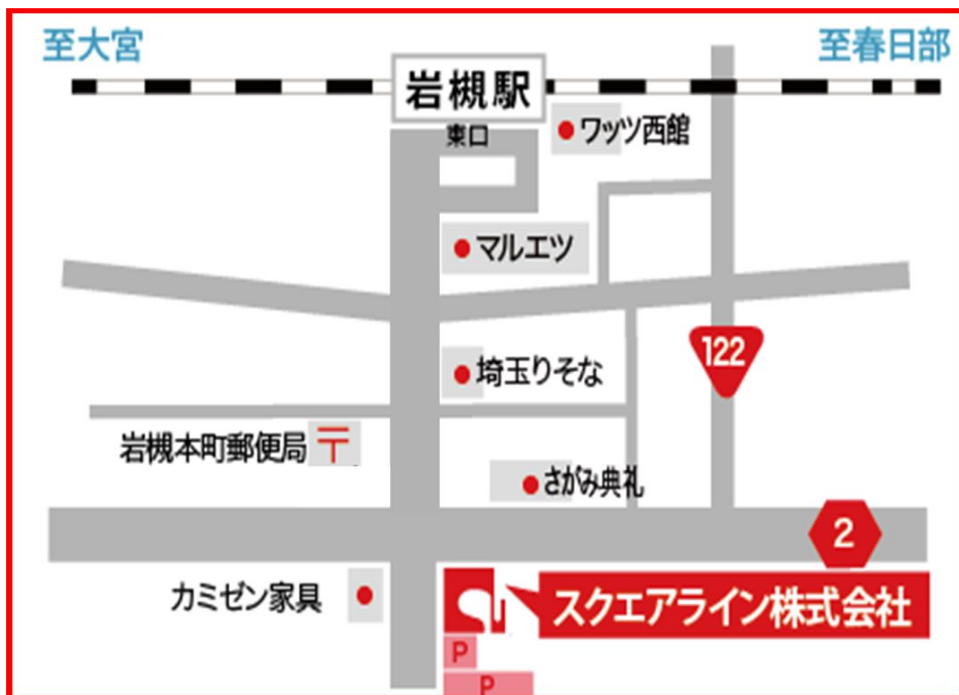 至大宮
至春日部
岩槻駅
東口
ワッツ西館
マルエツ
122
埼玉りそな
岩槻本町郵便局 〒
さがみ典礼
2
カミゼン家具
スクエアライン株式会社
P
P